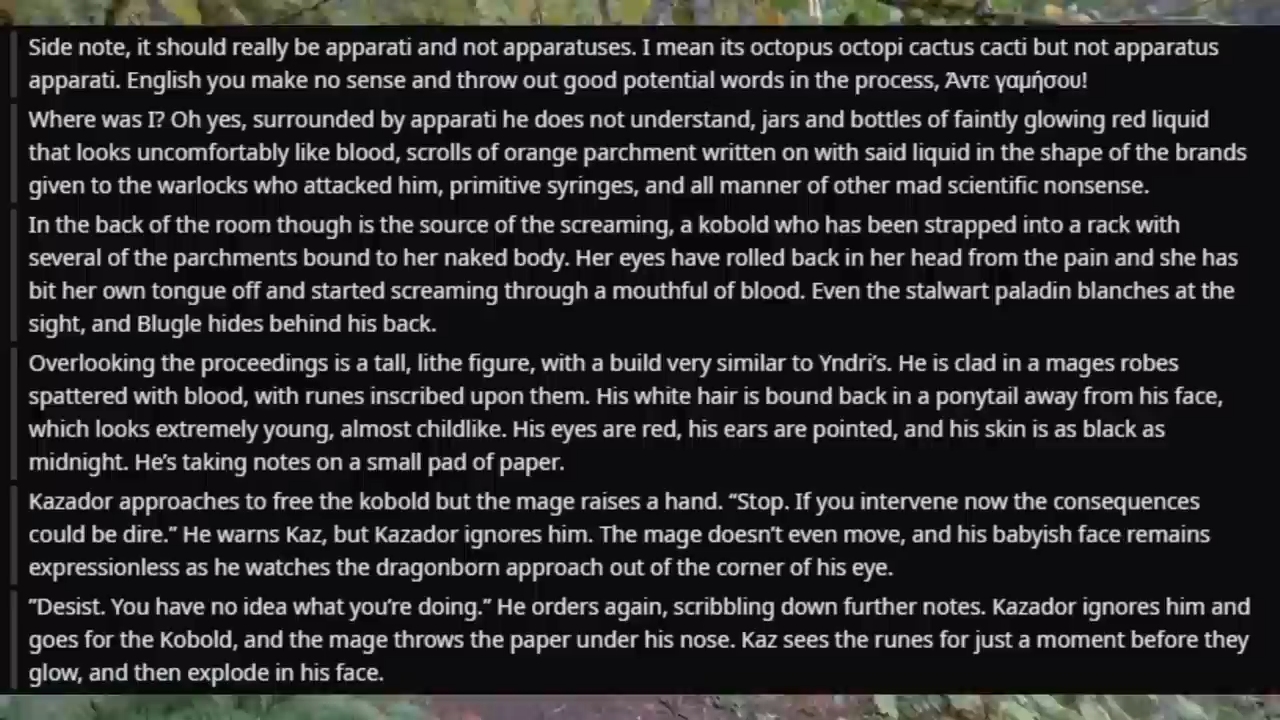 Side note, it should really be apparati and not apparatuses. I mean its octopus octopi cactus cacti but not apparatus
apparati. English you make no sense and throw out good potential words in the process, Άντε γαμήσου!
Where was I? Oh yes, surrounded by apparati he does not understand, jars and bottles of faintly glowing red liquid
that looks uncomfortably like blood, scrolls of orange parchment written on with said liquid in the shape of the brands
given to the warlocks who attacked him, primitive syringes, and all manner of other mad scientific nonsense.
In the back of the room though is the source of the screaming, a kobold who has been strapped into a rack with
several of the parchments bound to her naked body. Her eyes have rolled back in her head from the pain and she has
bit her own tongue off and started screaming through a mouthful of blood. Even the stalwart paladin blanches at the
sight, and Blugle hides behind his back.
Overlooking the proceedings is a tall, lithe figure, with a build very similar to Yndri’s. He is clad in a mages robes
spattered with blood, with runes inscribed upon them. His white hair is bound back in a ponytail away from his face,
which looks extremely young, almost childlike. His eyes are red, his ears are pointed, and his skin is as black as
midnight. He’s taking notes on a small pad of paper.
Kazador approaches to free the kobold but the mage raises a hand. “Stop. If you intervene now the consequences
could be dire.” He warns Kaz, but Kazador ignores him. The mage doesn’t even move, and his babyish face remains
expressionless as he watches the dragonborn approach out of the corner of his eye.
”Desist. You have no idea what you’re doing.” He orders again, scribbling down further notes. Kazador ignores him and
goes for the Kobold, and the mage throws the paper under his nose. Kaz sees the runes for just a moment before they
glow, and then explode in his face.